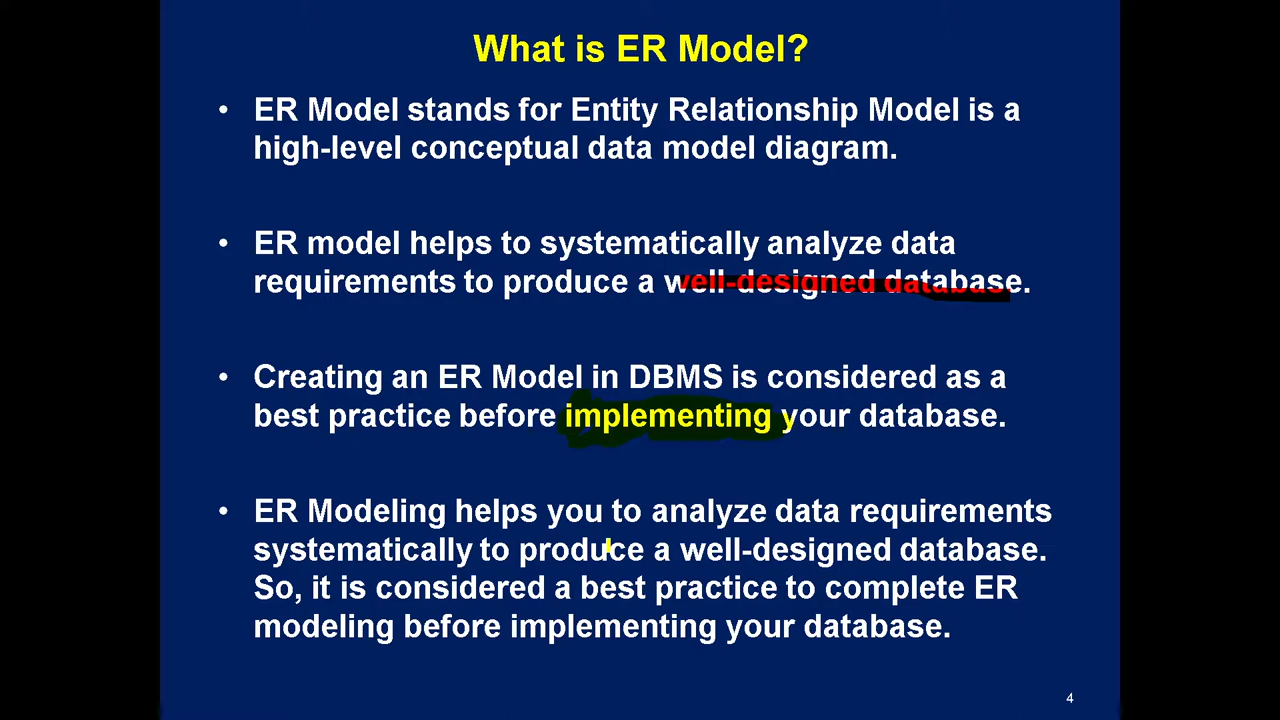 What is ER Model?
• ER Model stands for Entity Relationship Model is a
high-level conceptual data model diagram.
• ER model helps to systematically analyze data
requirements to produce a well-designed database.
• Creating an ER Model in DBMS is considered as a
best practice before implementing your database.
• ER Modeling helps you to analyze data requirements
systematically to produce a well-designed database.
So, it is considered a best practice to complete ER
modeling before implementing your database.
4